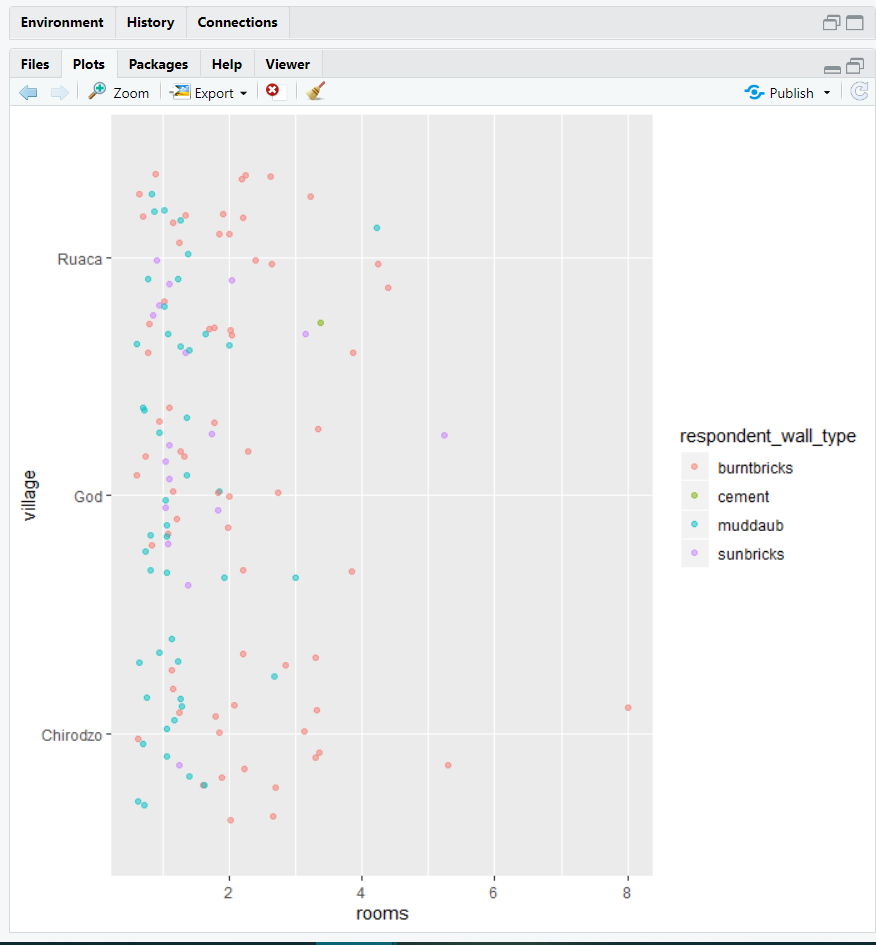 Environment History Connections
Files Plots Packages Help Viewer
Zoom Export Publish
Ruaca
God
Chirodzo
village
2 4 6 8
rooms
respondent_wall_type
burntbricks
cement
muddaub
sunbricks